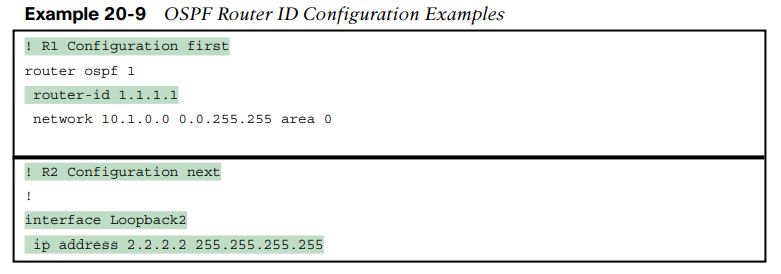 Example 20-9 OSPF Router ID Configuration Examples
! R1 Configuration first
router ospf 1
router-id 1.1.1.1
network 10.1.0.0 0.0.255.255 area 0
! R2 Configuration next
!
interface Loopback2
ip address 2.2.2.2 255.255.255.255